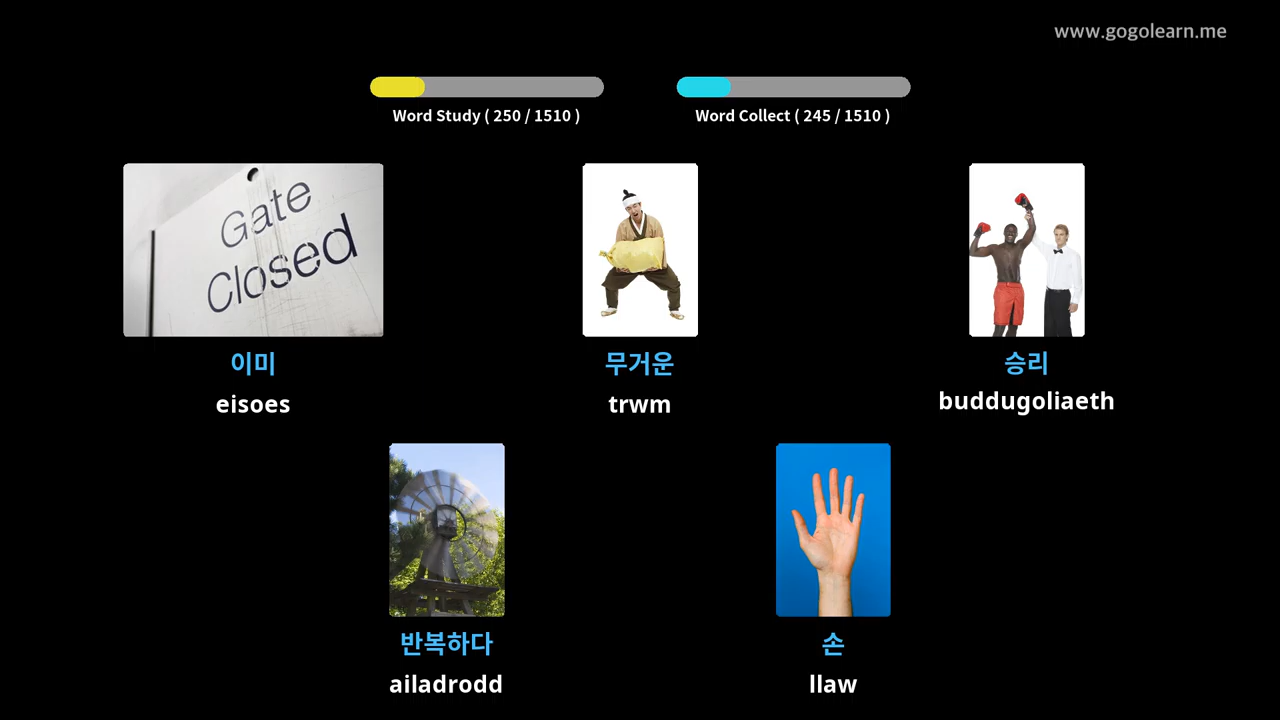 www.gogolearn.me
Word Study ( 250 / 1510 )
Word Collect ( 245 / 1510 )
Gate
Closed
이미
eisoes
무거운
trwm
승리
buddugoliaeth
반복하다
ailadrodd
손
llaw